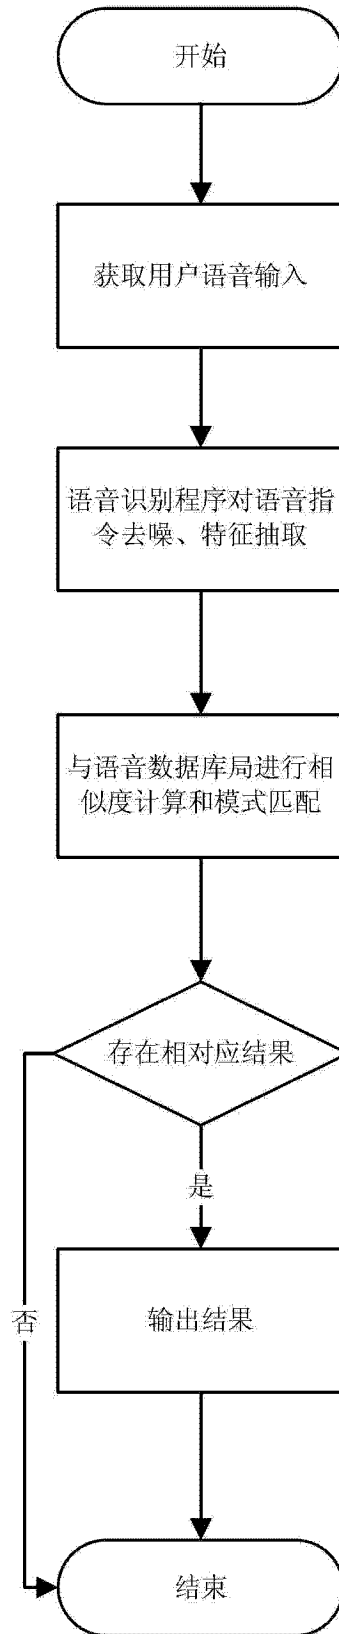 开始
获取用户语音输入
语音识别程序对语音指
令去噪、特征抽取
与语音数据库局进行相
似度计算和模式匹配
存在相对应结果
是
否
输出结果
结束